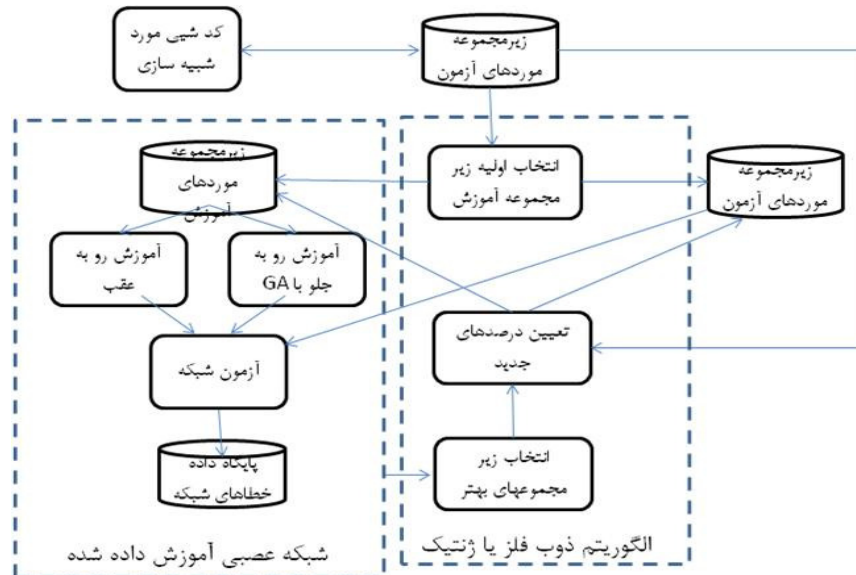 کد شیی مورد
شبیه سازی
زیرمجموعه
موردهای آزمون
زیرمجموعه
موردهای
آموزش
انتخاب اولیه زیر
مجموعه آموزش
زیرمجموعه
موردهای آزمون
آموزش رو به
عقب
آموزش رو به
جلو با GA
آزمون شبکه
تعیین درصدهای
جدید
پایگاه داده
خطاهای شبکه
انتخاب زیر
مجموعهای بهتر
شبکه عصبی آموزش داده شده
الگوریتم ذوب فلز یا ژنتیک